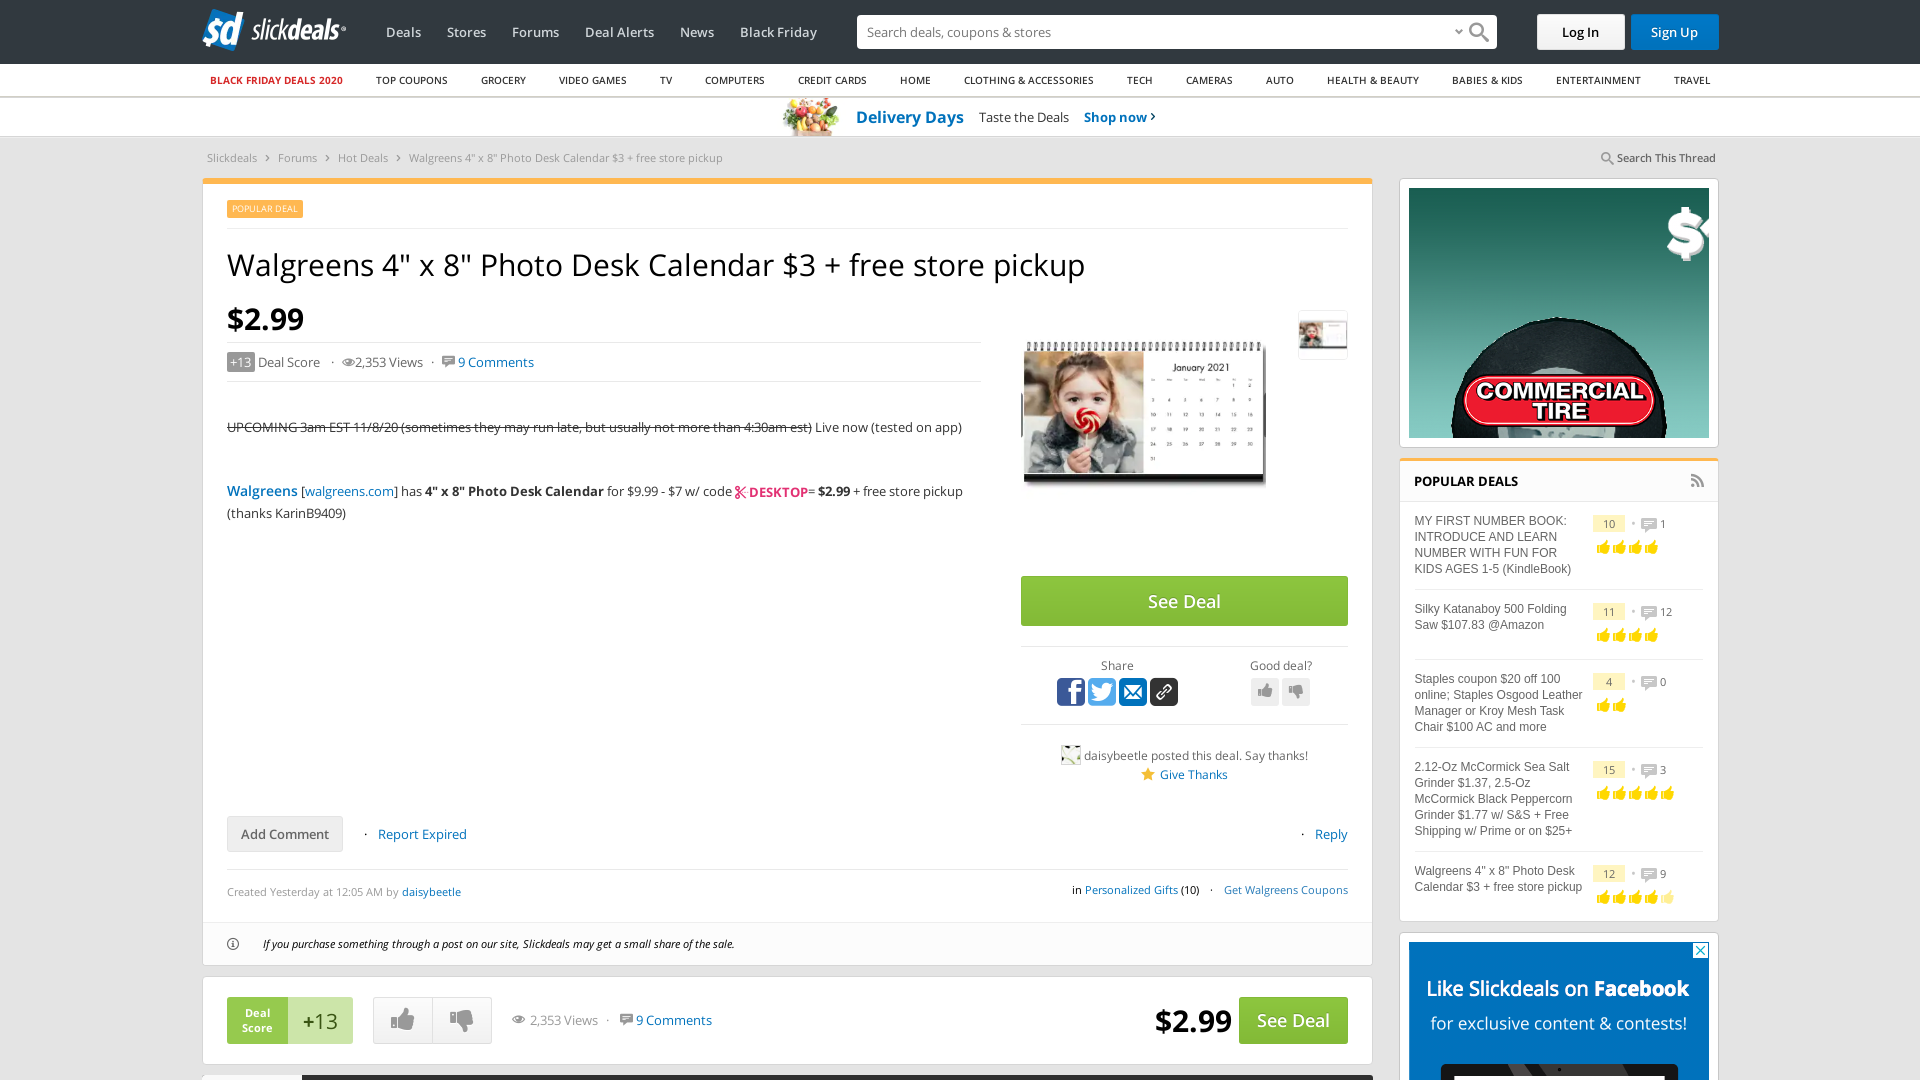 slickdeals
Deals
Stores
Forums
Deal Alerts
News
Black Friday
Search deals, coupons & stores
Log In
Sign Up
BLACK FRIDAY DEALS 2020
TOP COUPONS
GROCERY
VIDEO GAMES
TV
COMPUTERS
CREDIT CARDS
HOME
CLOTHING & ACCESSORIES
TECH
CAMERAS
AUTO
HEALTH & BEAUTY
BABIES & KIDS
ENTERTAINMENT
TRAVEL
Delivery Days Taste the Deals Shop now ›
Slickdeals › Forums › Hot Deals › Walgreens 4" x 8" Photo Desk Calendar $3 + free store pickup
Search This Thread
POPULAR DEAL
Walgreens 4" x 8" Photo Desk Calendar $3 + free store pickup
$2.99
+13 Deal Score · 2,353 Views · 9 Comments
UPCOMING 3am EST 11/8/20 (sometimes they may run late, but usually not more than 4:30am est) Live now (tested on app)
Walgreens [walgreens.com] has 4" x 8" Photo Desk Calendar for $9.99 - $7 w/ code DESKTOP= $2.99 + free store pickup
(thanks KarinB9409)
January 2021
See Deal
Share
Good deal?
daisybeetle posted this deal. Say thanks!
Give Thanks
Add Comment
· Report Expired
· Reply
Created Yesterday at 12:05 AM by daisybeetle
in Personalized Gifts (10) · Get Walgreens Coupons
If you purchase something through a post on our site, Slickdeals may get a small share of the sale.
Deal
Score
+13
2,353 Views · 9 Comments
$2.99
See Deal
$
COMMERCIAL
TIRE
POPULAR DEALS
MY FIRST NUMBER BOOK:
INTRODUCE AND LEARN
NUMBER WITH FUN FOR
KIDS AGES 1-5 (KindleBook)
10 • 1
Silky Katanaboy 500 Folding
Saw $107.83 @Amazon
11 • 12
Staples coupon $20 off 100
online; Staples Osgood Leather
Manager or Kroy Mesh Task
Chair $100 AC and more
4 • 0
2.12-Oz McCormick Sea Salt
Grinder $1.37, 2.5-Oz
McCormick Black Peppercorn
Grinder $1.77 w/ S&S + Free
Shipping w/ Prime or on $25+
15 • 3
Walgreens 4" x 8" Photo Desk
Calendar $3 + free store pickup
12 • 9
Like Slickdeals on Facebook
for exclusive content & contests!